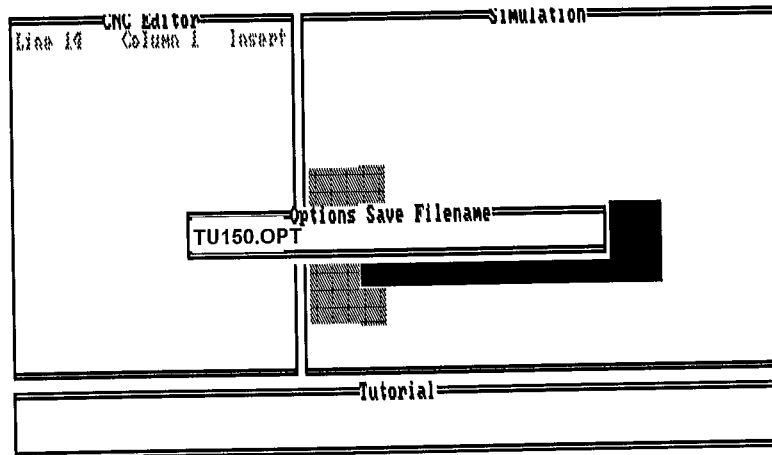 CNC Editor
Simulation
Line 14 Column 1 Insert
Options Save Filename
TU150.OPT
Tutorial